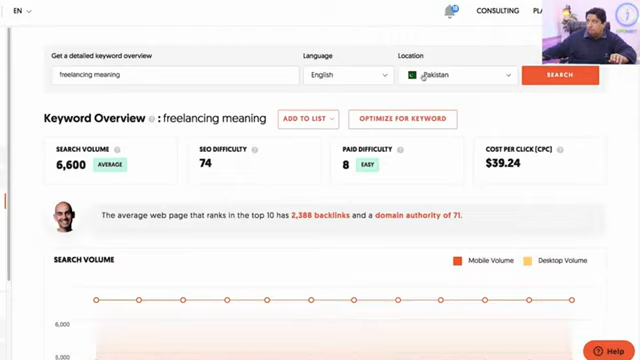 EN
18
CONSULTING
PLA
Get a detailed keyword overview
Language
Location
freelancing meaning
English
Pakistan
SEARCH
Keyword Overview : freelancing meaning
ADD TO LIST
OPTIMIZE FOR KEYWORD
SEARCH VOLUME
SEO DIFFICULTY
PAID DIFFICULTY
COST PER CLICK [CPC]
6,600 AVERAGE
74
8 EASY
$39.24
The average web page that ranks in the top 10 has 2,388 backlinks and a domain authority of 71.
SEARCH VOLUME
Mobile Volume
Desktop Volume
6,000
5,000
Help